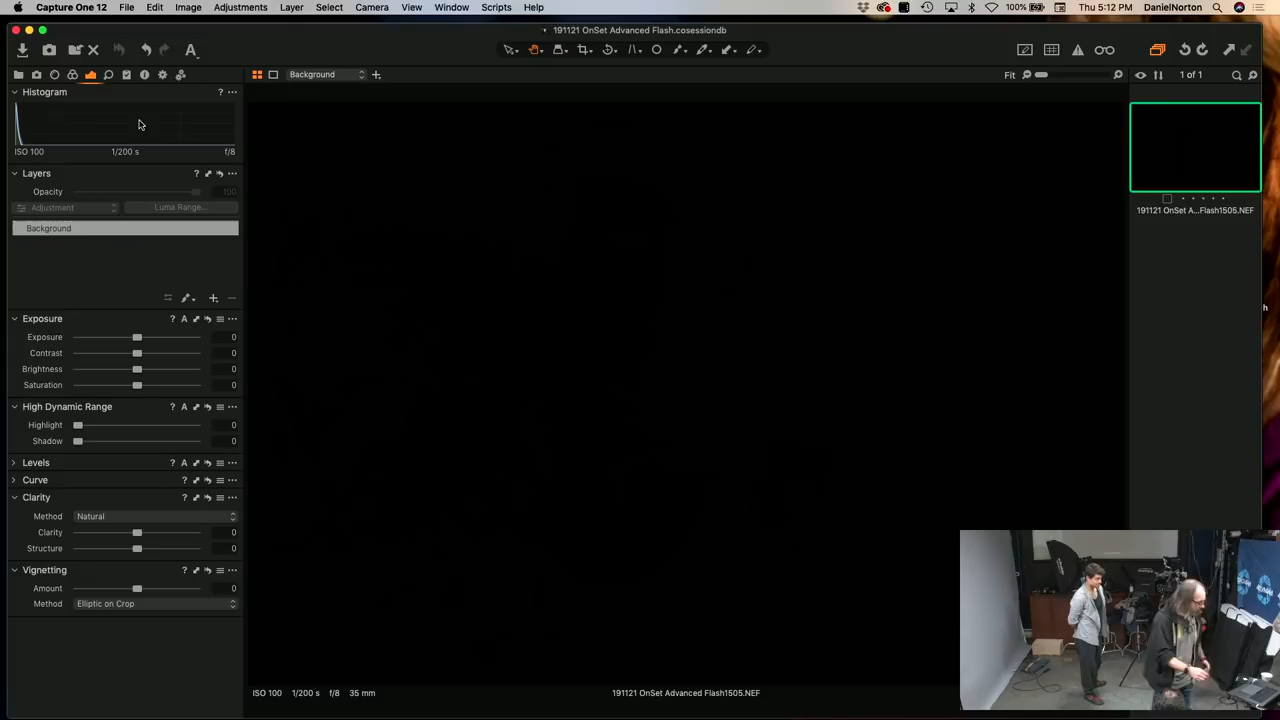 Capture One 12 File Edit Image Adjustments Layers Select Camera View Window Scripts Help 100% Thu 5:12 PM DanielNorton
191121 OnSet Advanced Flash.cosessiondb
A
Background
Fit
1 of 1
Histogram ? ...
ISO 100 1/200 s f/8
Layers ? ...
Opacity 100
Adjustment Luma Range...
Background
191121 OnSet A...Flash1505.NEF
Exposure ? A ...
Exposure 0
Contrast 0
Brightness 0
Saturation 0
High Dynamic Range ? A ...
Highlight 0
Shadow 0
Levels ? A ...
Curve ? A ...
Clarity ? ...
Method Natural
Clarity 0
Structure 0
Vignetting ? ...
Amount 0
Method Elliptic on Crop
ISO 100 1/200 s f/8 35 mm
191121 OnSet Advanced Flash1505.NEF